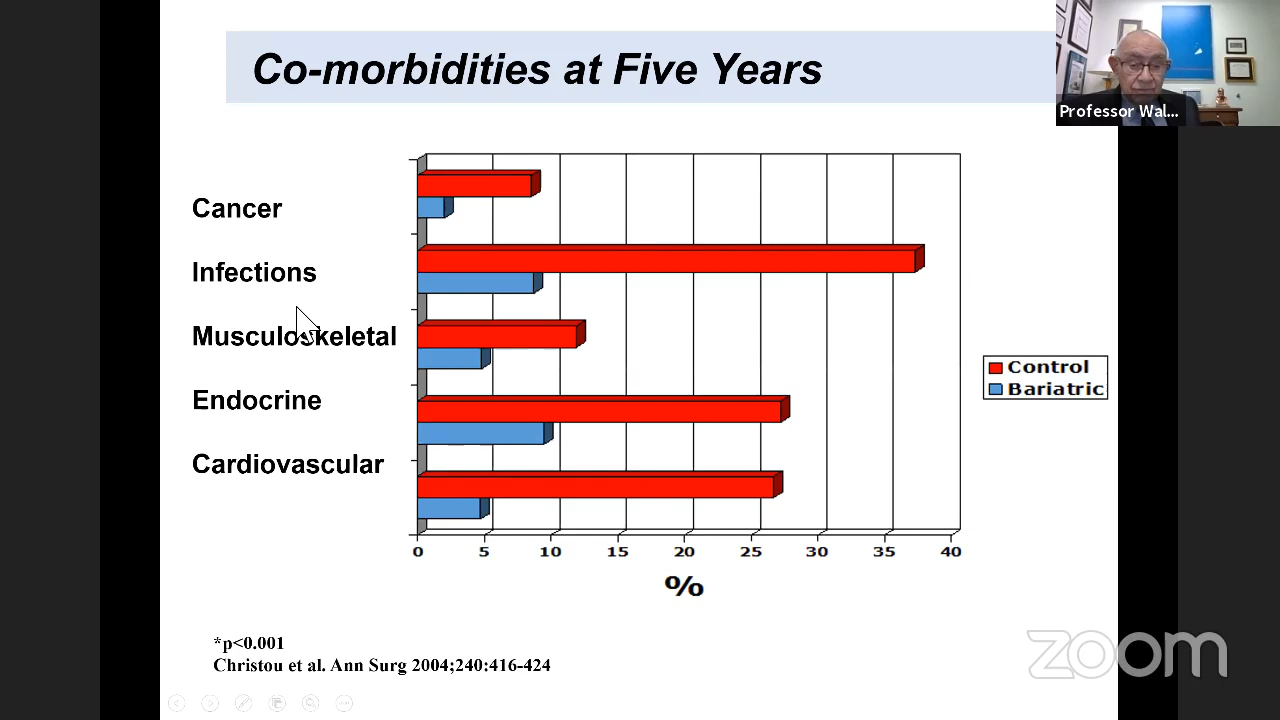 Co-morbidities at Five Years
Professor Wal...
Cancer
Infections
Musculoskeletal
Endocrine
Cardiovascular
Control
Bariatric
0 5 10 15 20 25 30 35 40
%
*p<0.001
Christou et al. Ann Surg 2004;240:416-424
zoom